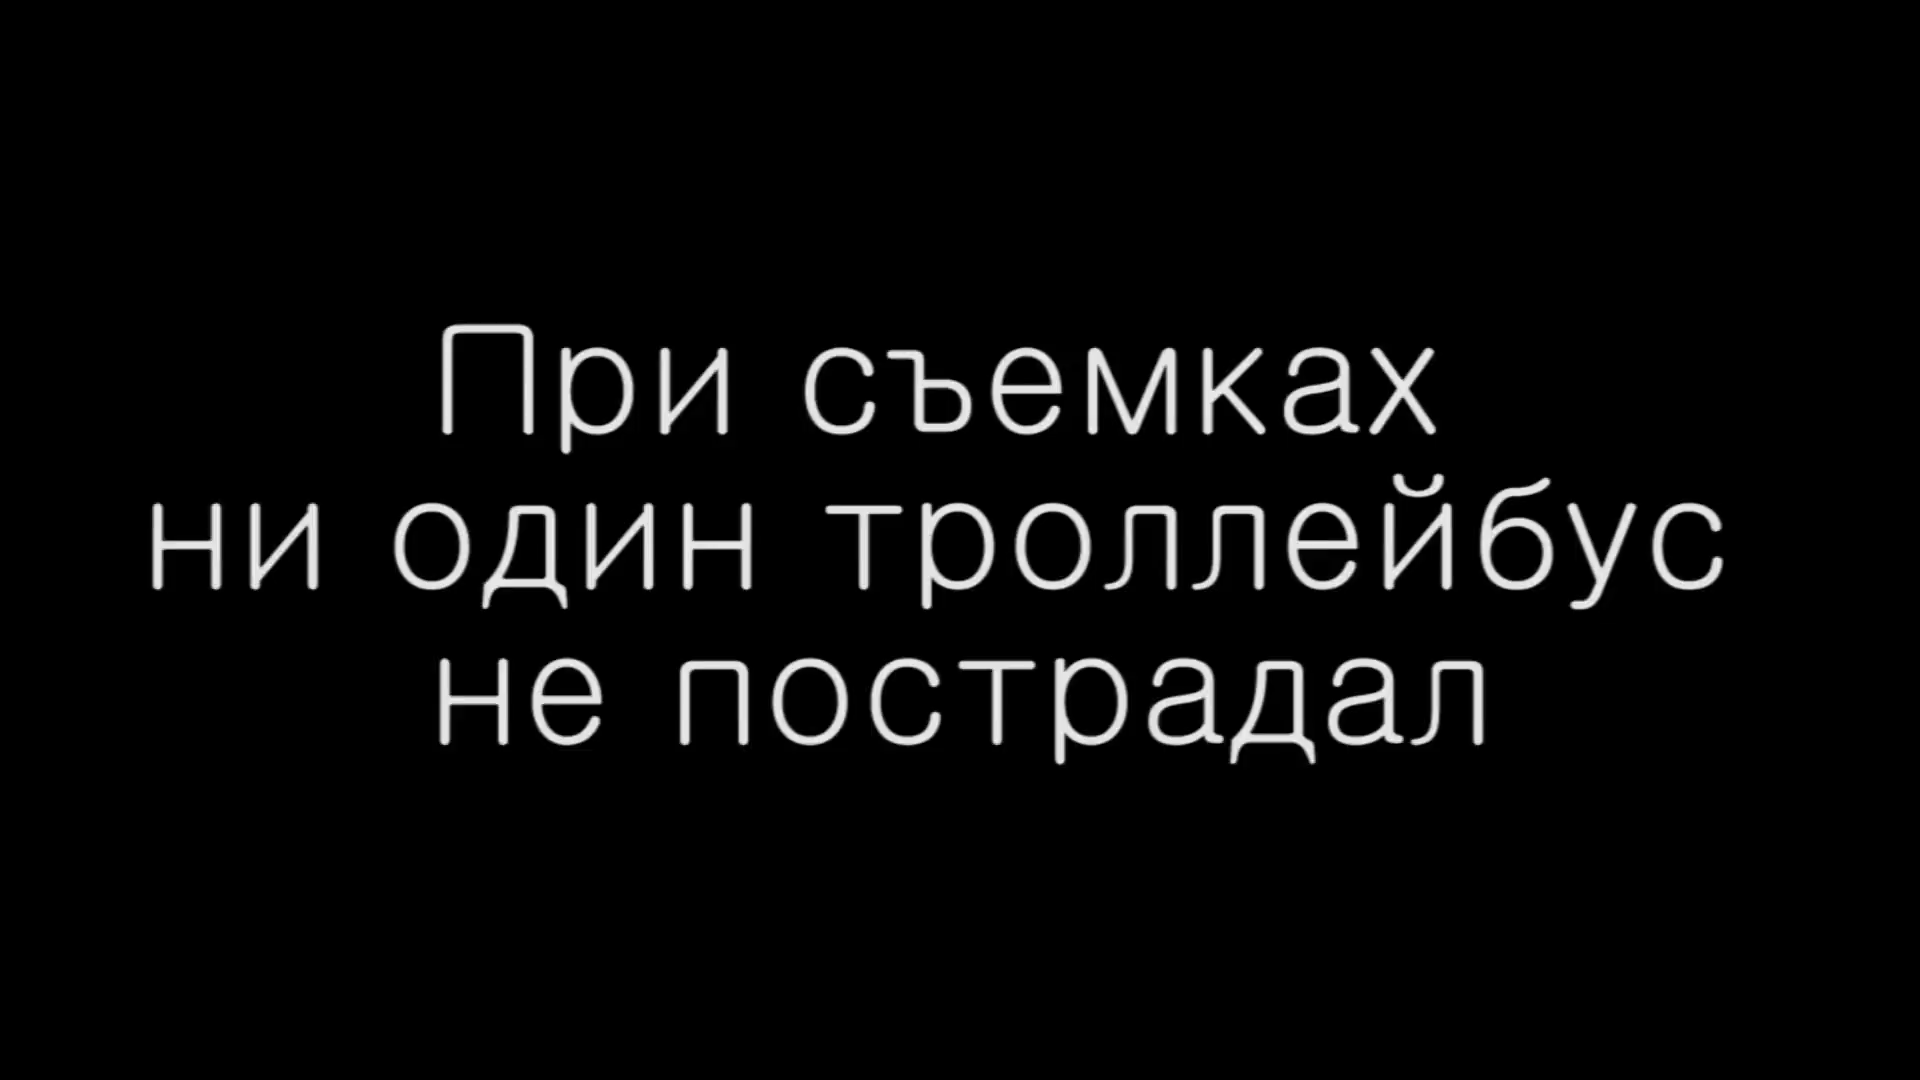 При съемках
ни один троллейбус
не пострадал